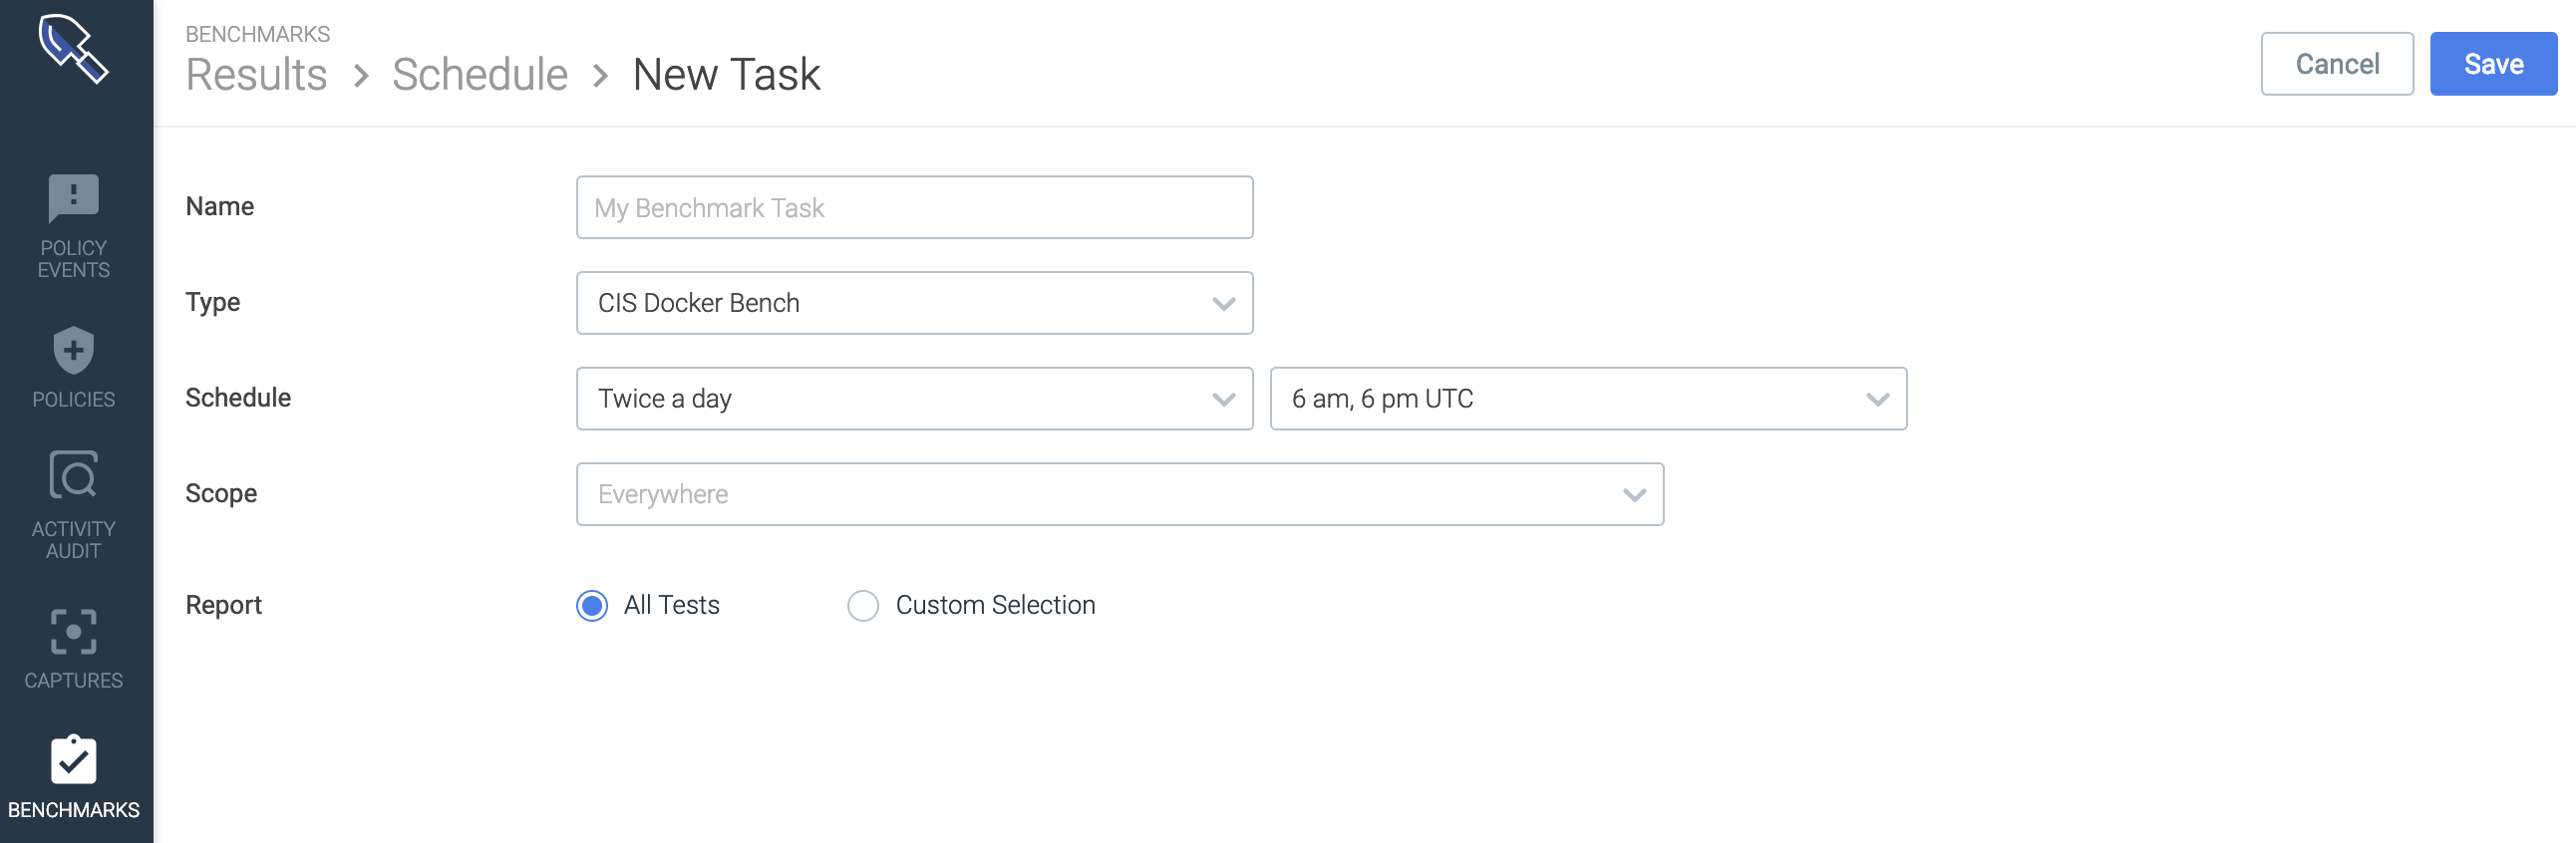 BENCHMARKS
Results > Schedule > New Task
Cancel
Save
POLICY
EVENTS
POLICIES
ACTIVITY
AUDIT
CAPTURES
BENCHMARKS
Name
My Benchmark Task
Type
CIS Docker Bench
Schedule
Twice a day
6 am, 6 pm UTC
Scope
Everywhere
Report
All Tests
Custom Selection